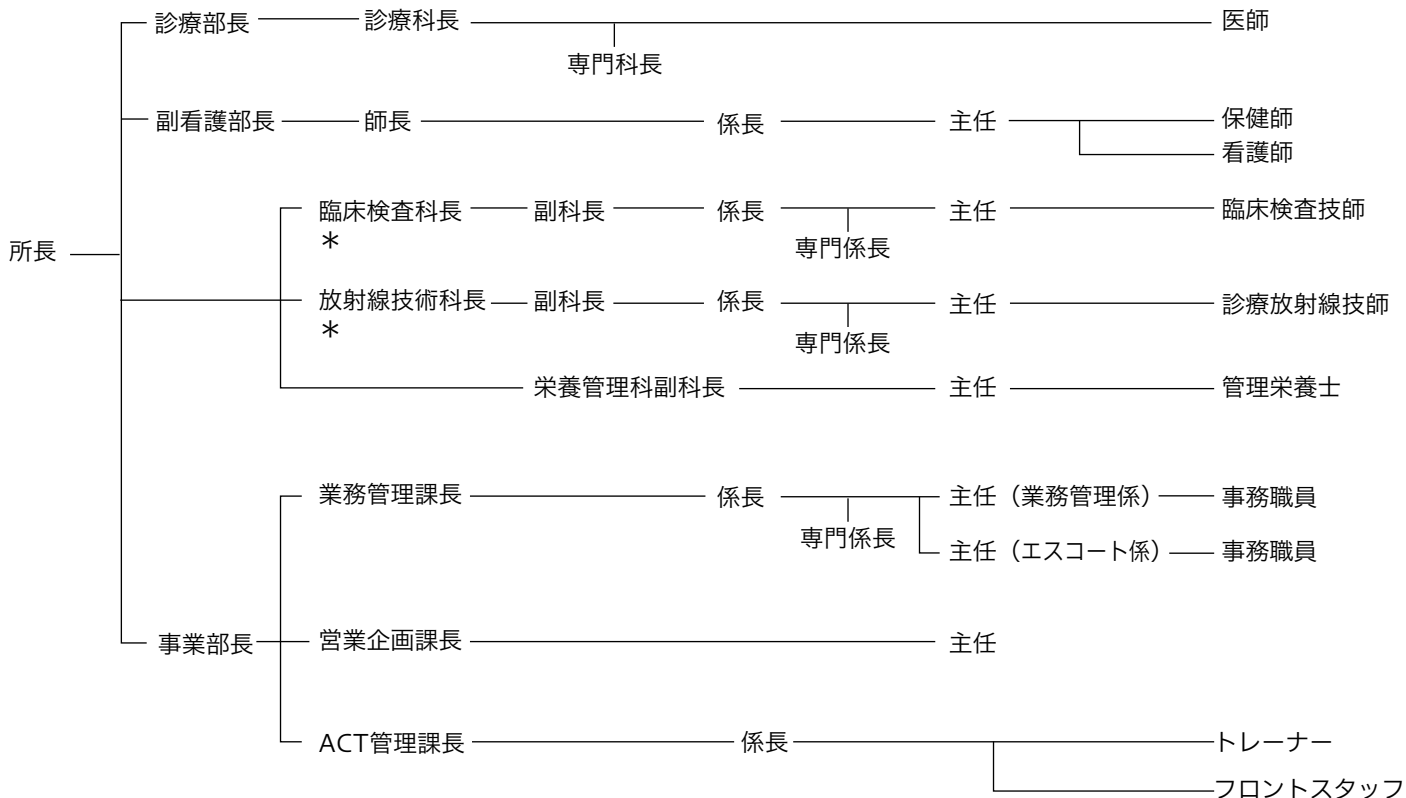 診療部長 診療科長 医師
専門科長
副看護部長 師長 係長 主任 保健師
看護師
臨床検査科長 副科長 係長 主任 臨床検査技師
＊
専門係長
所長
放射線技術科長 副科長 係長 主任 診療放射線技師
＊
専門係長
栄養管理科副科長 主任 管理栄養士
業務管理課長 係長 主任（業務管理係） 事務職員
専門係長
主任（エスコート係） 事務職員
事業部長 営業企画課長 主任
ACT管理課長 係長 トレーナー
フロントスタッフ